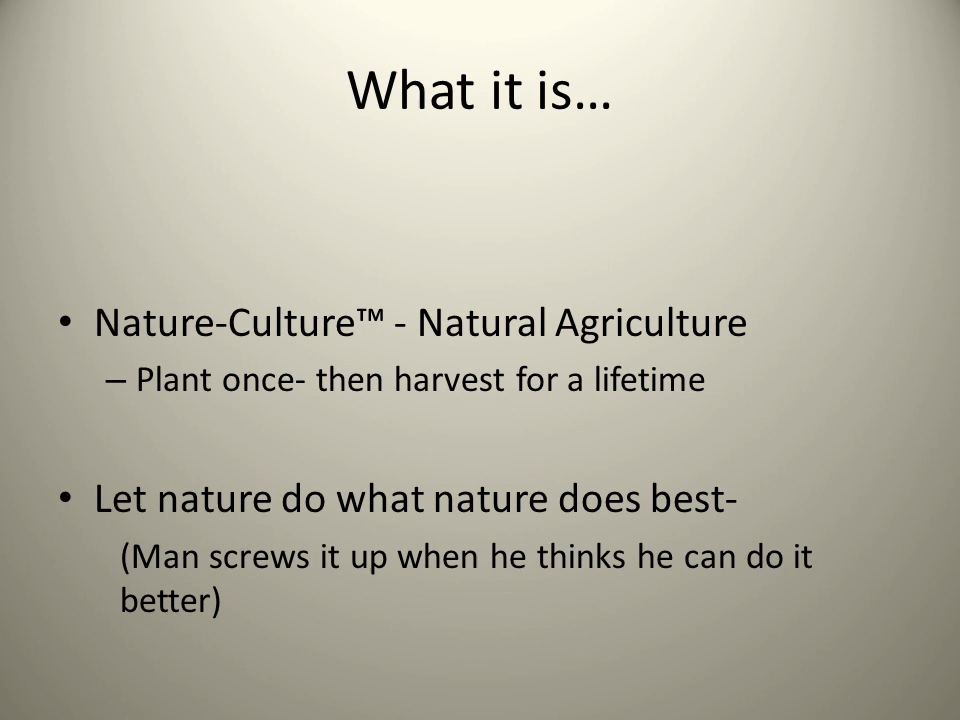 What it is…
• Nature-Culture™ - Natural Agriculture
– Plant once- then harvest for a lifetime
• Let nature do what nature does best-
(Man screws it up when he thinks he can do it
better)